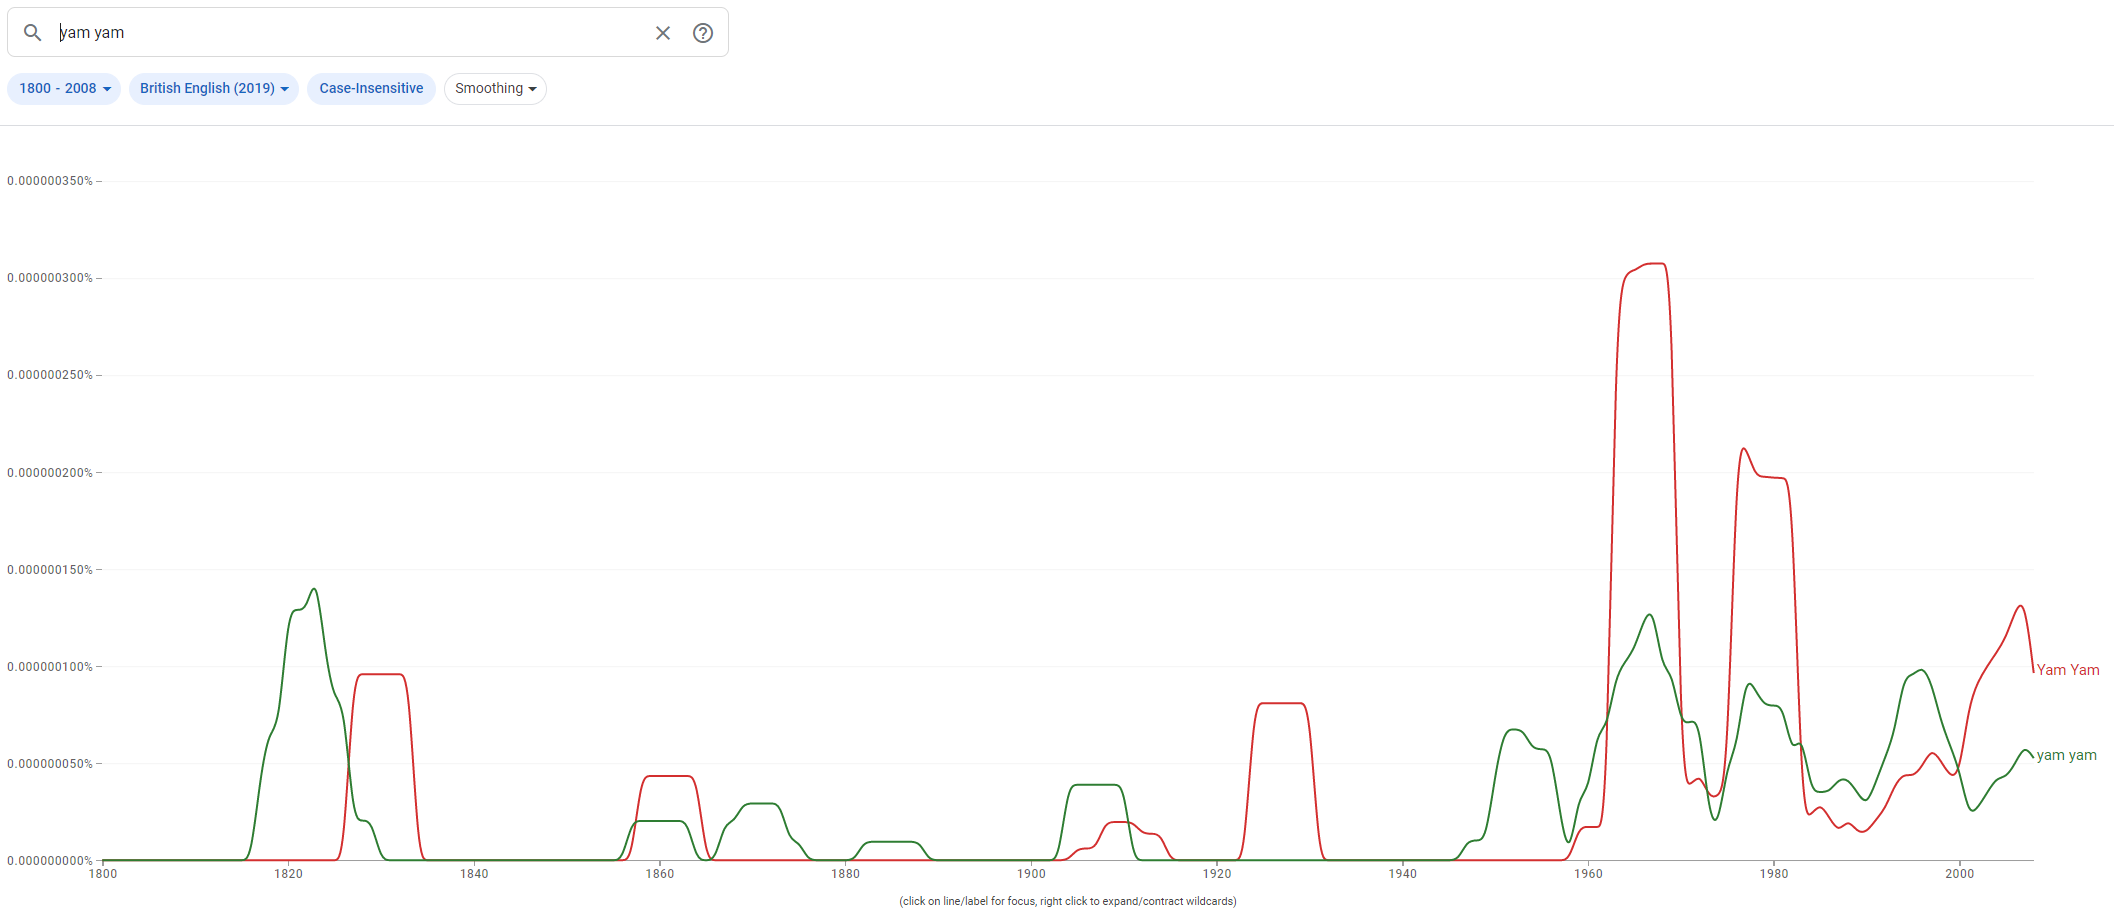 yam yam
1800 - 2008 British English (2019) Case-Insensitive Smoothing
0.000000350%
0.000000300%
0.000000250%
0.000000200%
0.000000150%
0.000000100%
Yam Yam
0.000000050%
yam yam
0.000000000%
1800 1820 1840 1860 1880 1900 1920 1940 1960 1980 2000
(click on line/label for focus, right click to expand/contract wildcards)